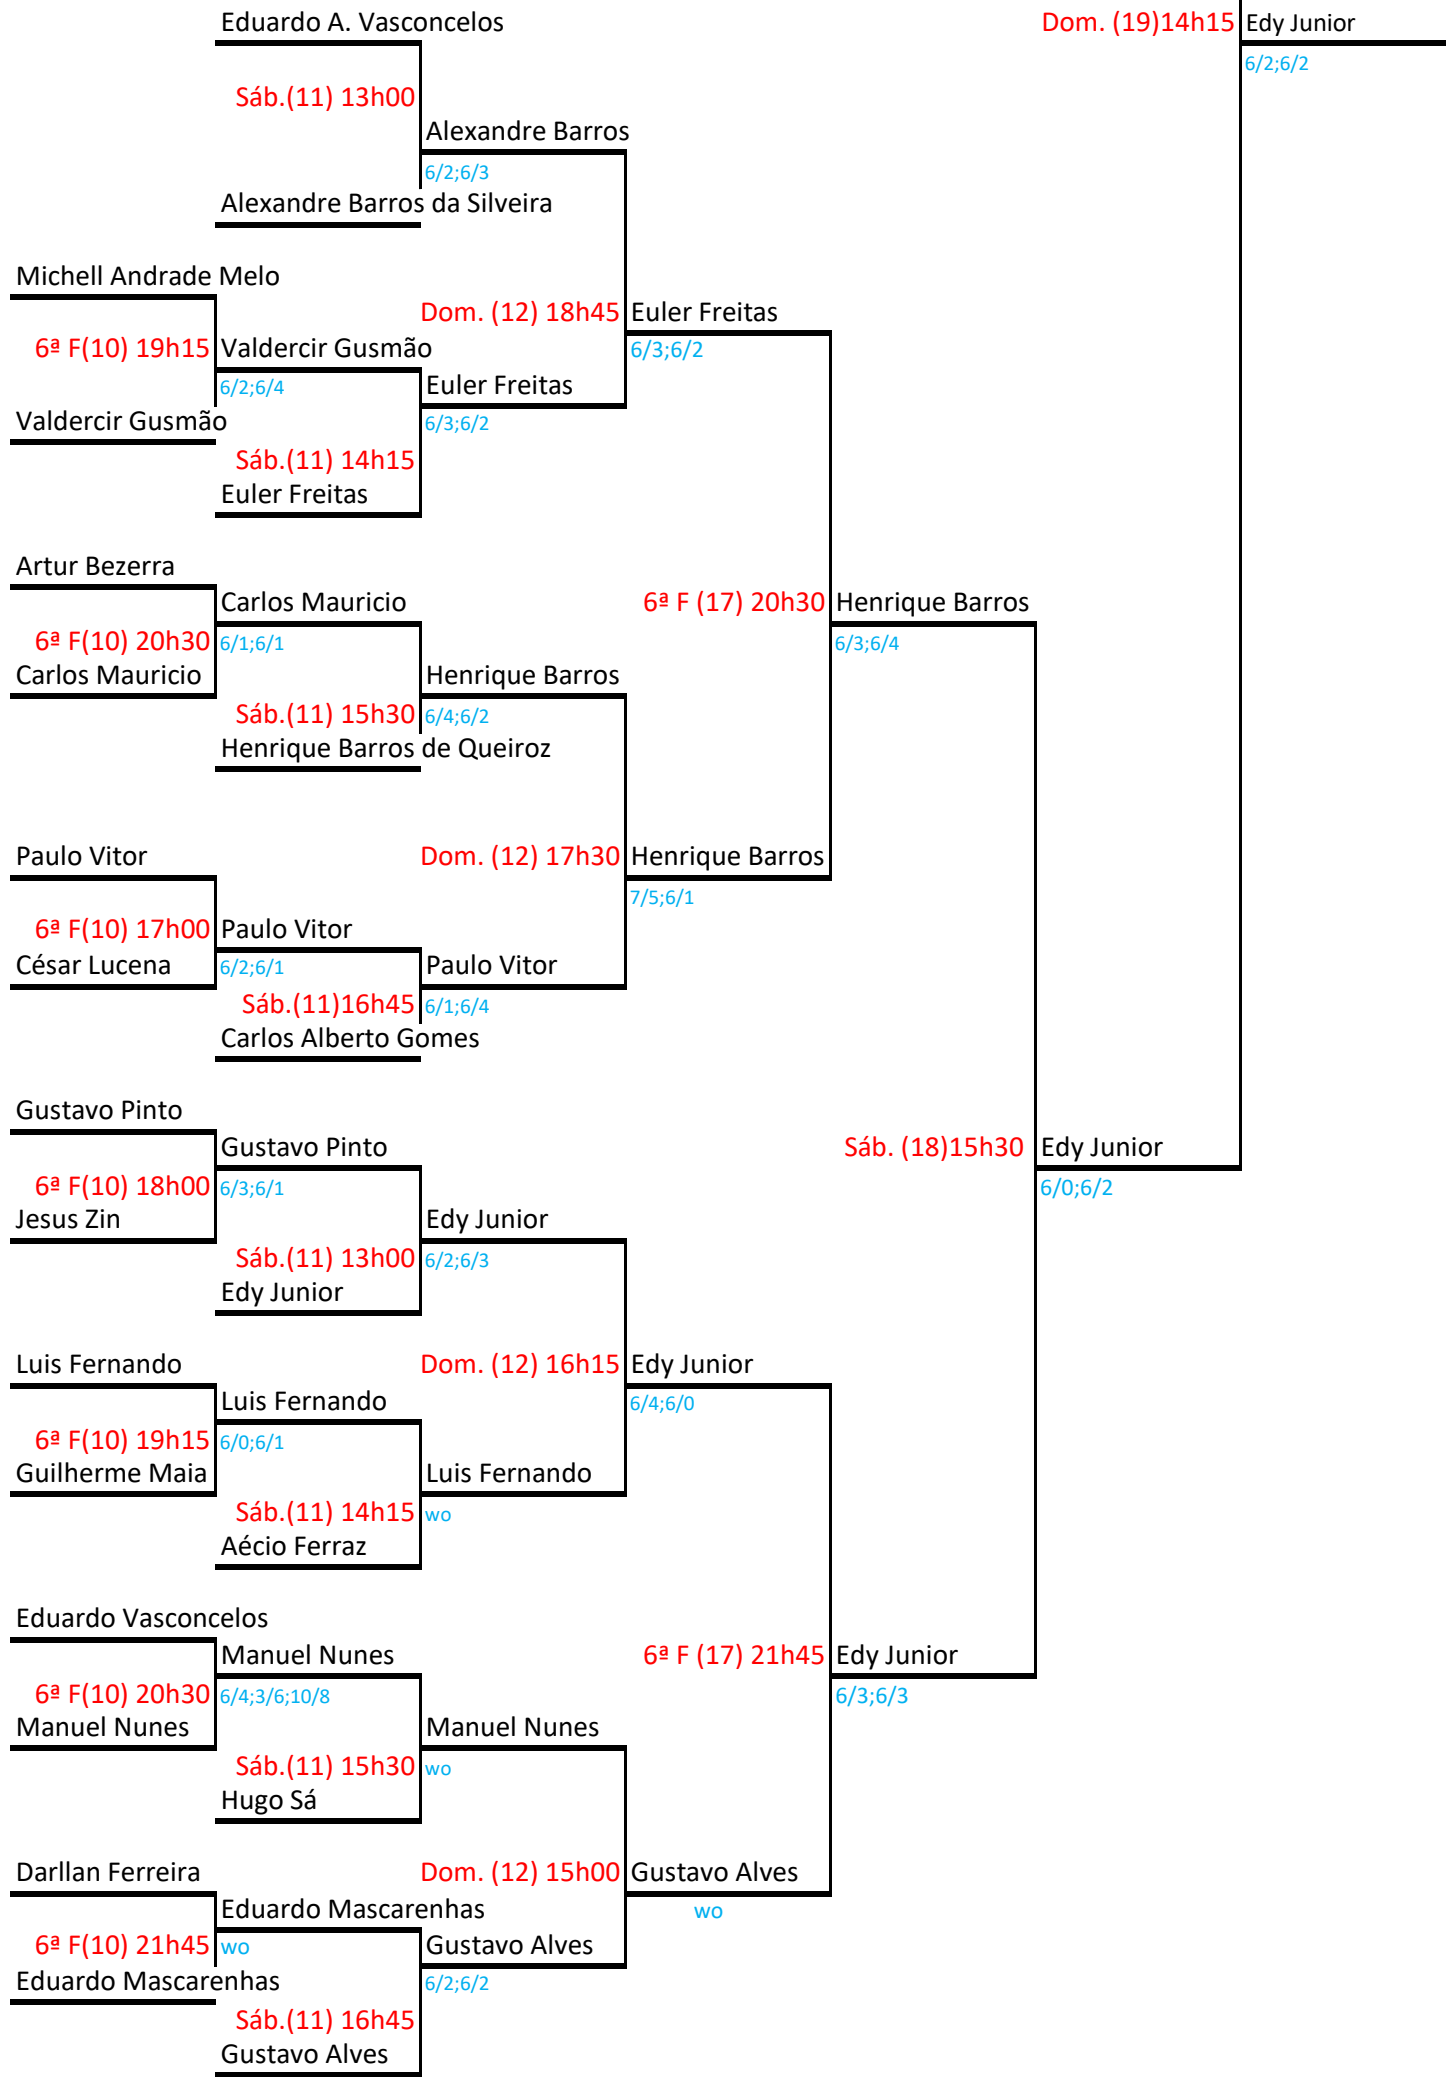 Eduardo A. Vasconcelos
Dom. (19)14h15
Edy Junior
6/2;6/2
Sáb.(11) 13h00
Alexandre Barros
6/2;6/3
Alexandre Barros da Silveira
Michell Andrade Melo
Dom. (12) 18h45
Euler Freitas
6ª F(10) 19h15
Valdercir Gusmão
6/3;6/2
6/2;6/4
Euler Freitas
Valdercir Gusmão
6/3;6/2
Sáb.(11) 14h15
Euler Freitas
Artur Bezerra
Carlos Mauricio
6ª F (17) 20h30
Henrique Barros
6ª F(10) 20h30
6/1;6/1
6/3;6/4
Carlos Mauricio
Henrique Barros
Sáb.(11) 15h30
6/4;6/2
Henrique Barros de Queiroz
Paulo Vitor
Dom. (12) 17h30
Henrique Barros
7/5;6/1
6ª F(10) 17h00
Paulo Vitor
César Lucena
6/2;6/1
Paulo Vitor
Sáb.(11)16h45
6/1;6/4
Carlos Alberto Gomes
Gustavo Pinto
Gustavo Pinto
Sáb. (18)15h30
Edy Junior
6ª F(10) 18h00
6/3;6/1
6/0;6/2
Jesus Zin
Edy Junior
Sáb.(11) 13h00
6/2;6/3
Edy Junior
Luis Fernando
Dom. (12) 16h15
Edy Junior
Luis Fernando
6/4;6/0
6ª F(10) 19h15
6/0;6/1
Guilherme Maia
Luis Fernando
Sáb.(11) 14h15
wo
Aécio Ferraz
Eduardo Vasconcelos
Manuel Nunes
6ª F (17) 21h45
Edy Junior
6ª F(10) 20h30
6/4;3/6;10/8
6/3;6/3
Manuel Nunes
Manuel Nunes
Sáb.(11) 15h30
wo
Hugo Sá
Darllan Ferreira
Dom. (12) 15h00
Gustavo Alves
Eduardo Mascarenhas
wo
6ª F(10) 21h45
wo
Gustavo Alves
Eduardo Mascarenhas
6/2;6/2
Sáb.(11) 16h45
Gustavo Alves